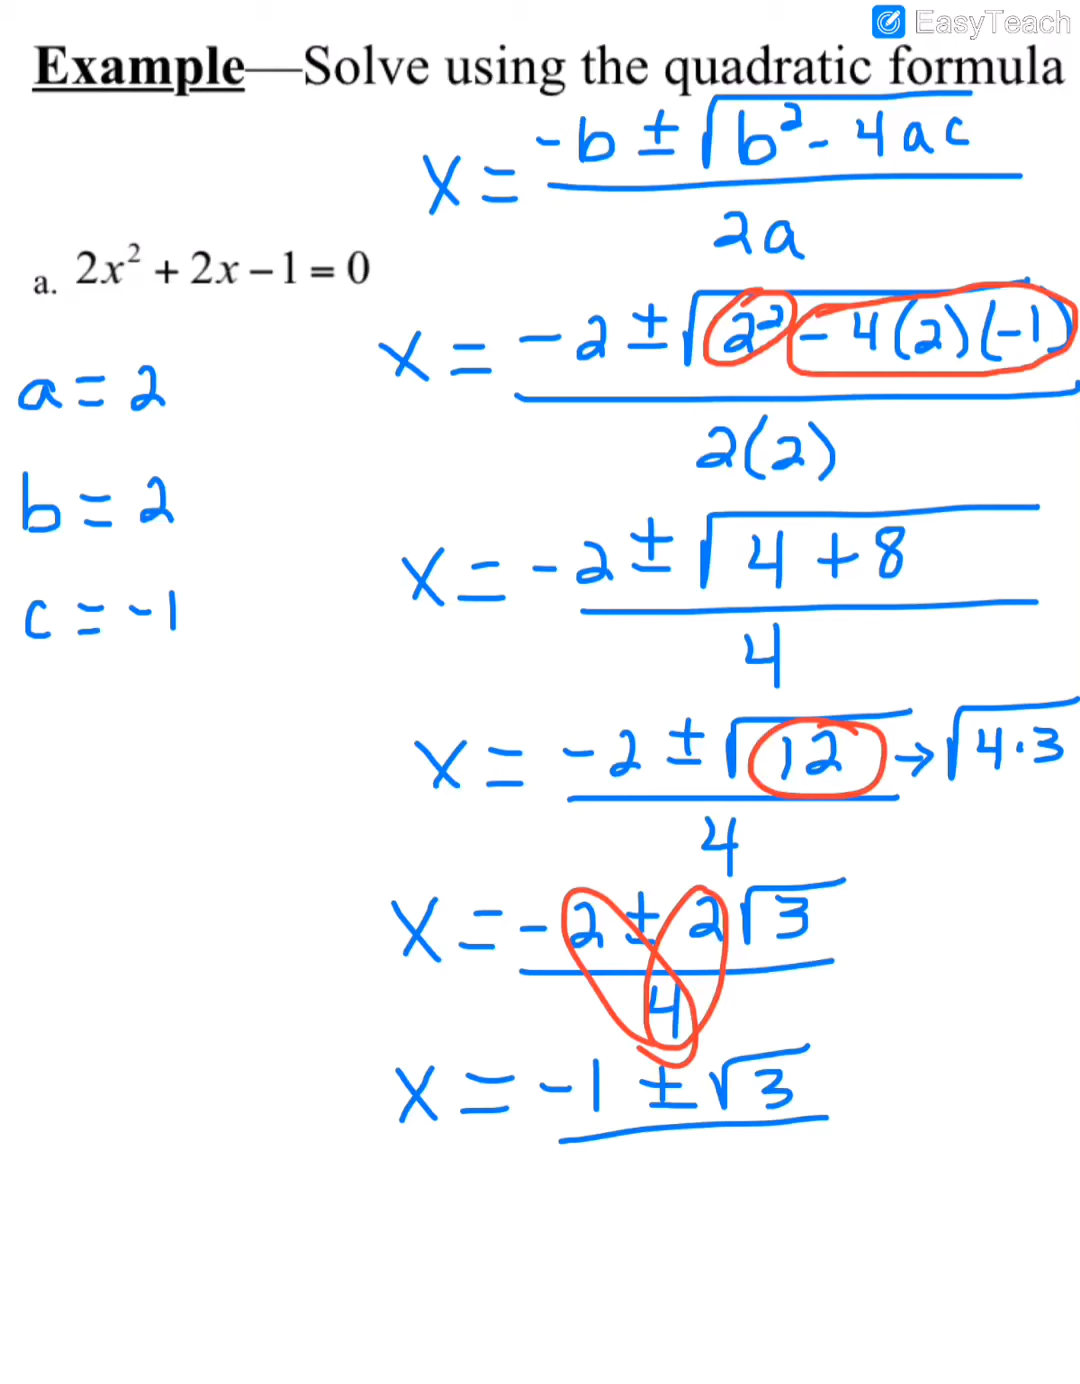 EasyTeach
Example—Solve using the quadratic formula
x = -b ± √b² - 4ac
2a
a. 2x² + 2x − 1 = 0
x = -2 ± √2² - 4(2)(-1)
2(2)
a = 2
b = 2
c = -1
x = -2 ± √4 + 8
4
x = -2 ± √12 → √4·3
4
x = -2 ± 2√3
4
x = -1 ± √3